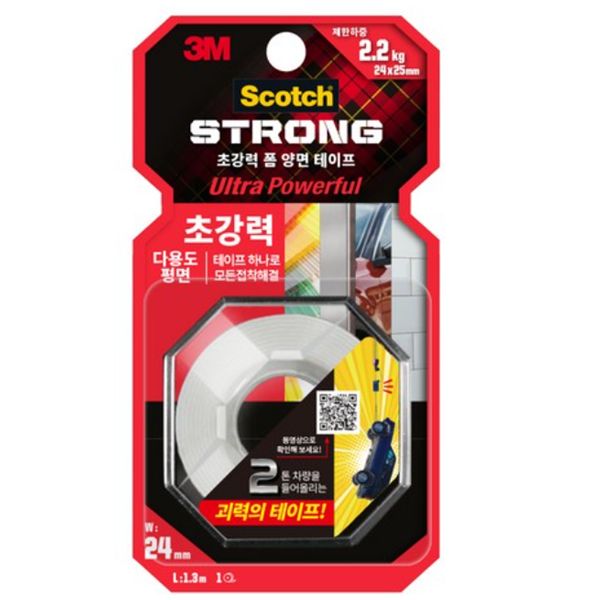 3M
제한하중
2.2 kg
24x25mm
Scotch
STRONG
초강력 폼 양면 테이프
Ultra Powerful
초강력
다용도
평면
테이프 하나로
모든접착해결
동영상으로
확인해 보세요!
2 톤 차량을
들어올리는
괴력의 테이프!
W:
24mm
L:1.3m 1